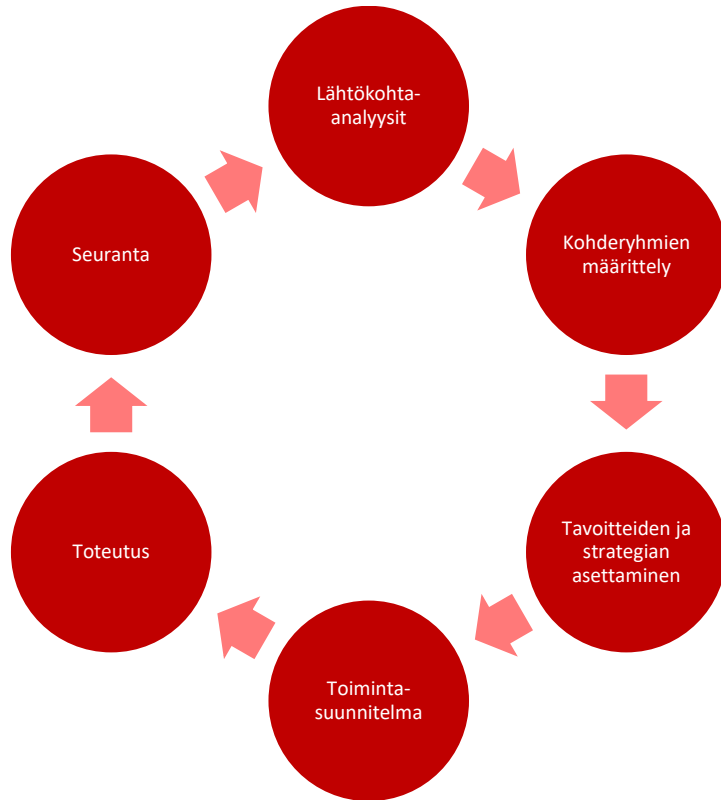 Lähtökohta-
analyysit
Kohderyhmien
määrittely
Tavoitteiden ja
strategian
asettaminen
Toiminta-
suunnitelma
Toteutus
Seuranta